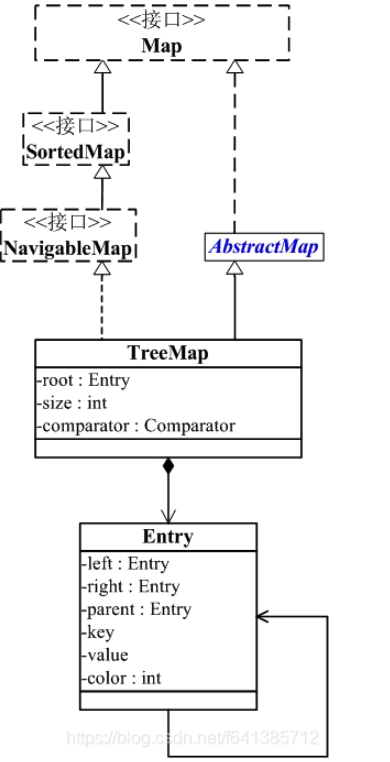 <<接口>>
Map
<<接口>>
SortedMap
<<接口>>
NavigableMap
AbstractMap
TreeMap
-root : Entry
-size : int
-comparator : Comparator
Entry
-left : Entry
-right : Entry
-parent : Entry
-key
-value
-color : int
https://blog.csdn.net/f641385712